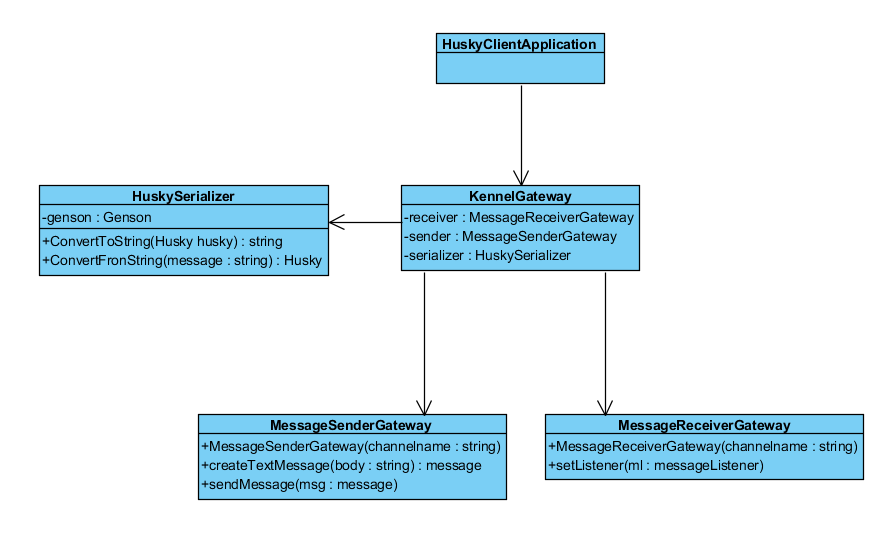 HuskyClientApplication
HuskySerializer
-genson : Genson
+ConvertToString(Husky husky) : string
+ConvertFronString(message : string) : Husky
KennelGateway
-receiver : MessageReceiverGateway
-sender : MessageSenderGateway
-serializer : HuskySerializer
MessageSenderGateway
+MessageSenderGateway(channelname : string)
+createTextMessage(body : string) : message
+sendMessage(msg : message)
MessageReceiverGateway
+MessageReceiverGateway(channelname : string)
+setListener(ml : messageListener)